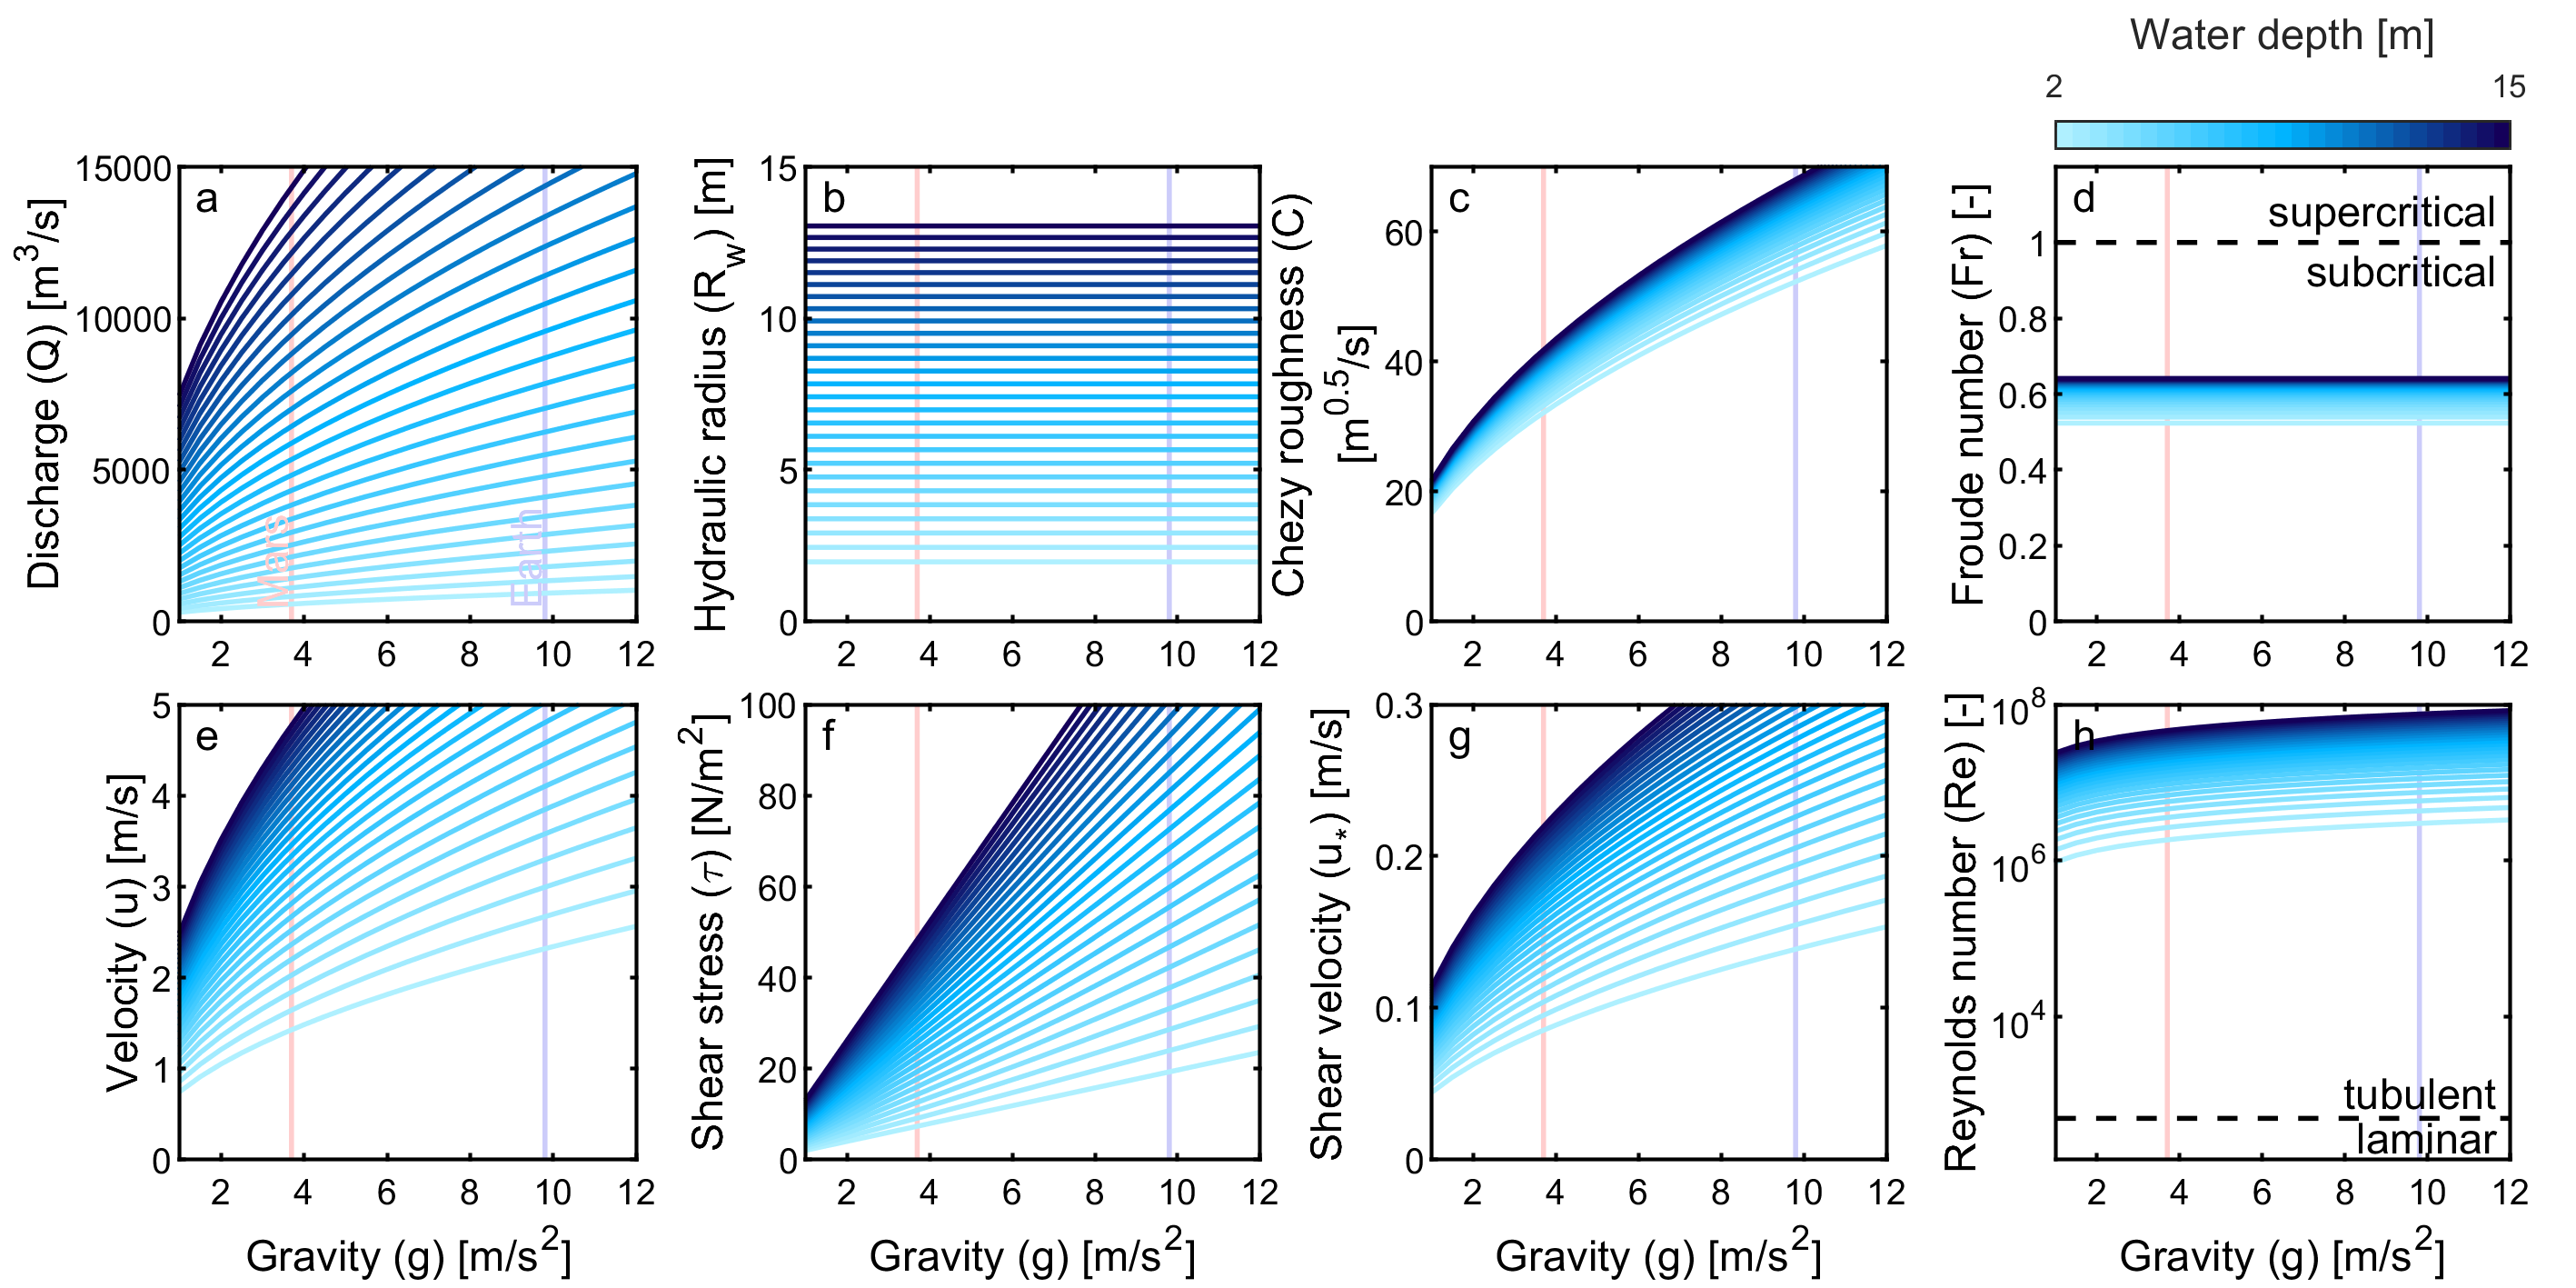 Water depth [m]
2 15
Discharge (Q) [m3/s]
15000
10000
5000
0
a
Mars
Earth
2 4 6 8 10 12
Hydraulic radius (Rw) [m]
15
10
5
0
b
2 4 6 8 10 12
Chezy roughness (C)
[m0.5/s]
60
40
20
0
c
2 4 6 8 10 12
Froude number (Fr) [-]
1
0.8
0.6
0.4
0.2
0
d
supercritical
subcritical
2 4 6 8 10 12
Velocity (u) [m/s]
5
4
3
2
1
0
e
2 4 6 8 10 12
Gravity (g) [m/s2]
Shear stress (τ) [N/m2]
100
80
60
40
20
0
f
2 4 6 8 10 12
Gravity (g) [m/s2]
Shear velocity (u*) [m/s]
0.3
0.2
0.1
0
g
2 4 6 8 10 12
Gravity (g) [m/s2]
Reynolds number (Re) [-]
10^8
10^6
10^4
h
tubulent
laminar
2 4 6 8 10 12
Gravity (g) [m/s2]